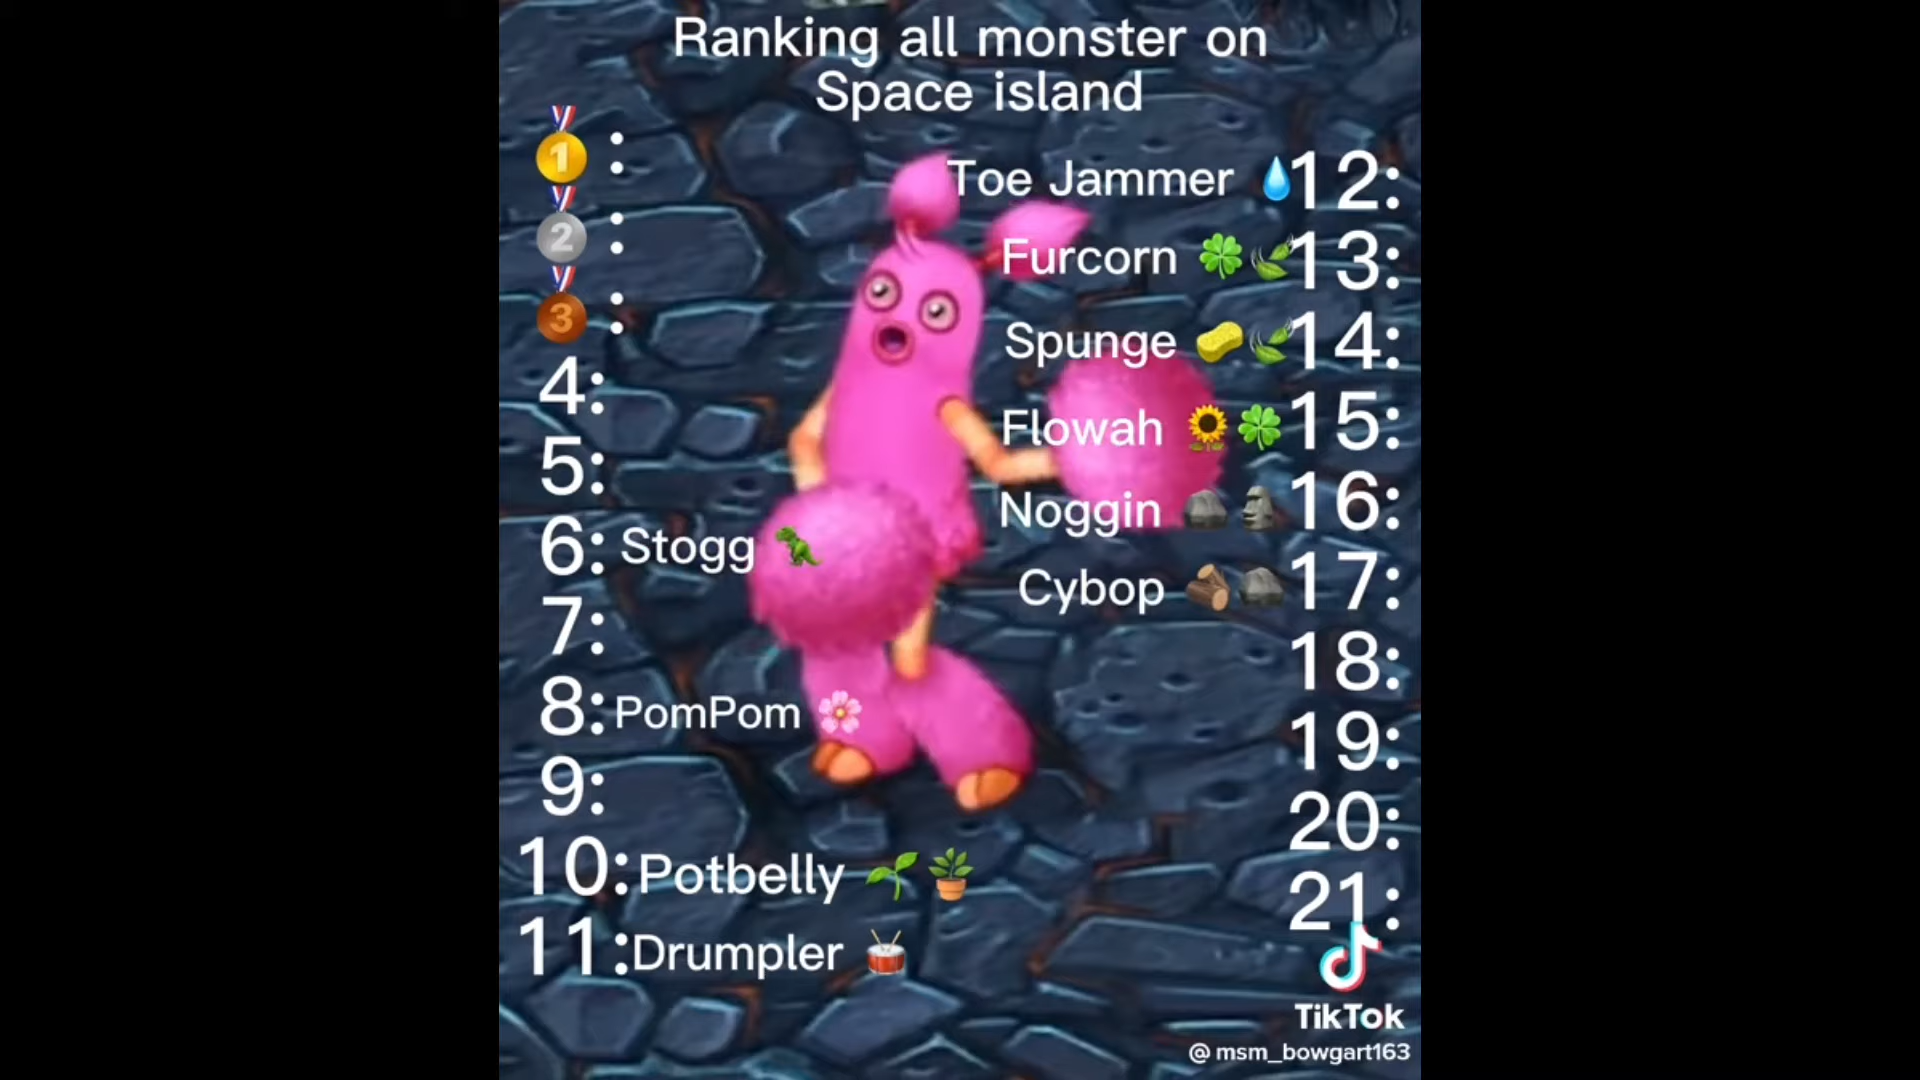 Ranking all monster on
Space island
1 :
2 :
3 :
4:
5:
6: Stogg 🦖
7:
8: PomPom 🌸
9:
10: Potbelly 🌱🪴
11: Drumpler 🥁
Toe Jammer 💧 12:
Furcorn 🍀🍃 13:
Spunge 🧽🍃 14:
Flowah 🌻🍀 15:
Noggin 🪨🗿 16:
Cybop 🪵🪨 17:
18:
19:
20:
21:
TikTok
@ msm_bowgart163